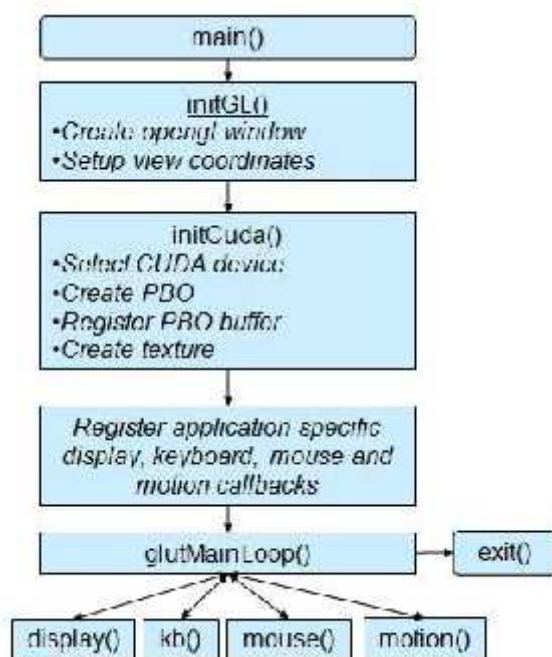 main()
initGL()
•Create opengl window
•Setup view coordinates
initCuda()
•Select CUDA device
•Create PBO
•Register PBO buffer
•Create texture
Register application specific
display, keyboard, mouse and
motion callbacks
glutMainLoop()
exit()
display()
kb()
mouse()
motion()